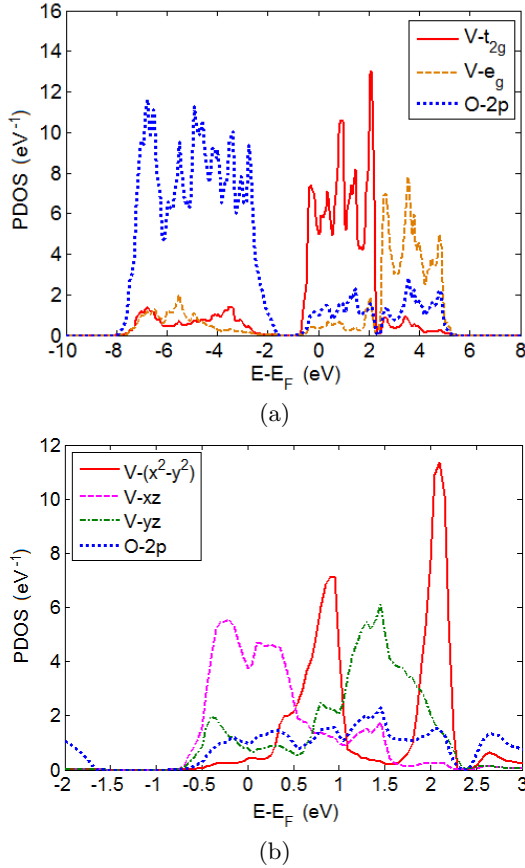 16
14
12
10
8
6
4
2
0
PDOS (eV⁻¹)
V-t₂g
V-e_g
O-2p
-10 -8 -6 -4 -2 0 2 4 6 8
E-E_F (eV)
(a)
12
10
8
6
4
2
0
PDOS (eV⁻¹)
V-(x²-y²)
V-xz
V-yz
O-2p
-2 -1.5 -1 -0.5 0 0.5 1 1.5 2 2.5 3
E-E_F (eV)
(b)